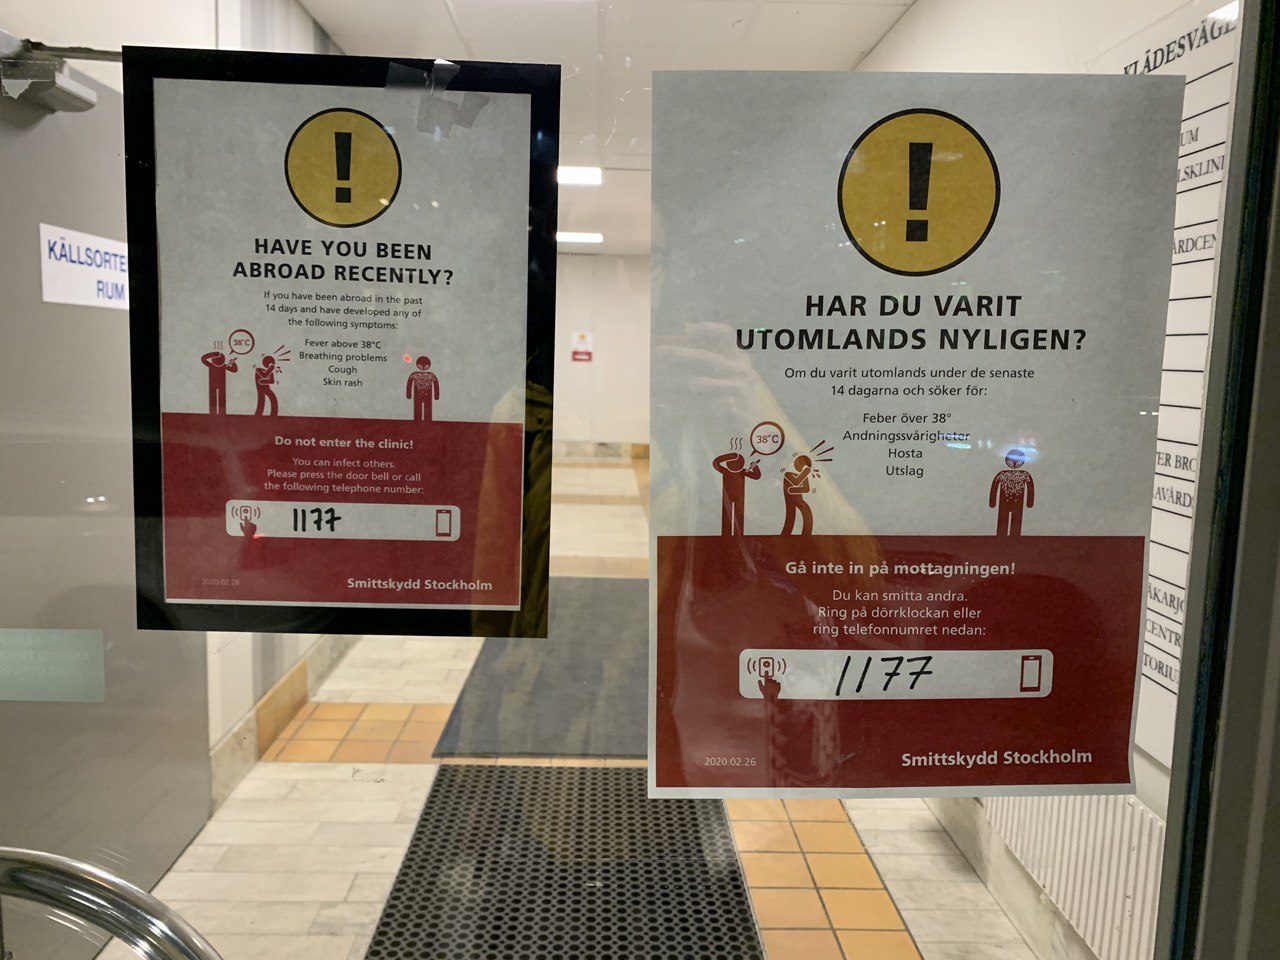 KÄLLSORTE
RUM
HAVE YOU BEEN
ABROAD RECENTLY?
If you have been abroad in the past
14 days and have developed any of
the following symptoms:
38°C
Fever above 38°C
Breathing problems
Cough
Skin rash
Do not enter the clinic!
You can infect others.
Please press the door bell or call
the following telephone number:
1177
2020.02.26
Smittskydd Stockholm
HAR DU VARIT
UTOMLANDS NYLIGEN?
Om du varit utomlands under de senaste
14 dagarna och söker för:
38°C
Feber över 38°
Andningssvårigheter
Hosta
Utslag
Gå inte in på mottagningen!
Du kan smitta andra.
Ring på dörrklockan eller
ring telefonnumret nedan:
1177
2020.02.26
Smittskydd Stockholm
KLÄDESVÄGE
UM
LSKLINI
ÅRDCEN
ER BRO
AVÅRD
ÄKARJO
CENTR
TORIU